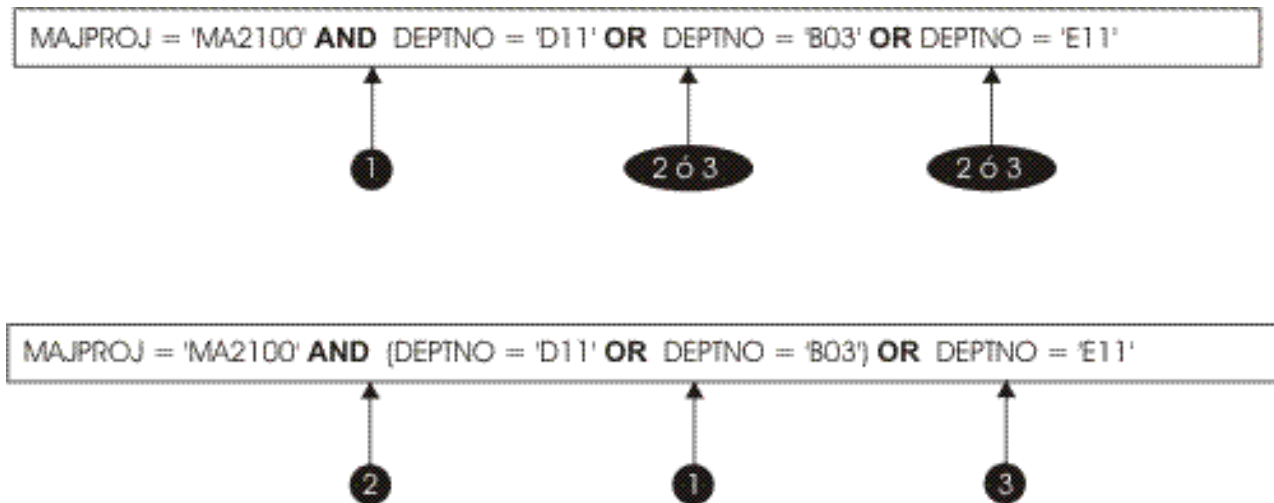 MAJPROJ = 'MA2100' AND DEPTNO = 'D11' OR DEPTNO = 'B03' OR DEPTNO = 'E11'
1 2 ó 3 2 ó 3
MAJPROJ = 'MA2100' AND (DEPTNO = 'D11' OR DEPTNO = 'B03') OR DEPTNO = 'E11'
2 1 3